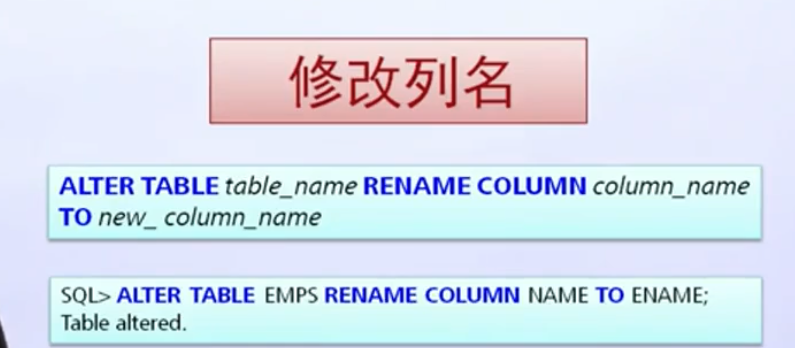 修改列名
ALTER TABLE table_name RENAME COLUMN column_name
TO new_ column_name
SQL> ALTER TABLE EMPS RENAME COLUMN NAME TO ENAME;
Table altered.